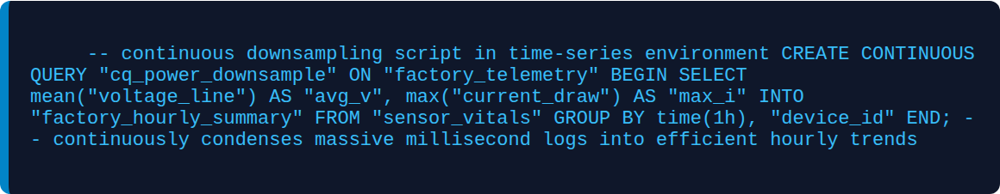 -- continuous downsampling script in time-series environment CREATE CONTINUOUS
QUERY "cq_power_downsample" ON "factory_telemetry" BEGIN SELECT
mean("voltage_line") AS "avg_v", max("current_draw") AS "max_i" INTO
"factory_hourly_summary" FROM "sensor_vitals" GROUP BY time(1h), "device_id" END; -
- continuously condenses massive millisecond logs into efficient hourly trends